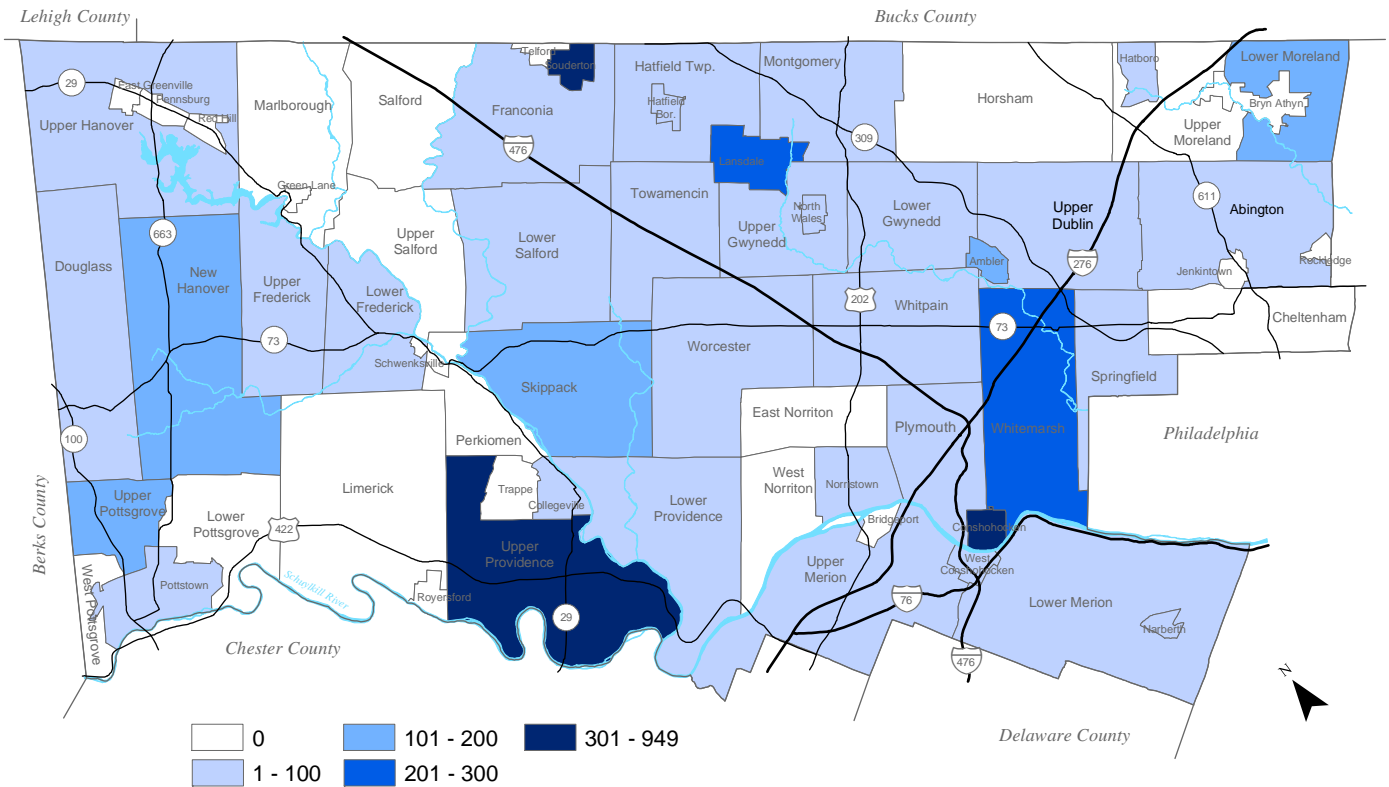 Lehigh County
Bucks County
Telford
Souderton
Hatfield Twp.
Montgomery
Hatboro
Lower Moreland
29
East Greenville
Pennsburg
Red Hill
Upper Hanover
Marlborough
Salford
Franconia
Hatfield
Bor.
309
Horsham
Bryn Athyn
Upper
Moreland
476
Lansdale
Green Lane
Towamencin
North
Wales
Lower
Gwynedd
Upper
Dublin
611
Abington
663
Upper
Salford
Lower
Salford
Upper
Gwynedd
Douglass
New
Hanover
Upper
Frederick
Lower
Frederick
Ambler
276
Jenkintown
Rockledge
202
Whitpain
73
Cheltenham
73
Schwenksville
Skippack
Worcester
Springfield
100
Perkiomen
East Norriton
Plymouth
Whitemarsh
Philadelphia
Berks County
Upper
Pottsgrove
Lower
Pottsgrove
Limerick
Trappe
Collegeville
Lower
Providence
West
Norriton
Norristown
Bridgeport
Conshohocken
422
Upper
Providence
West
Conshohocken
Upper
Merion
West Pottsgrove
Pottstown
Schuylkill River
Royersford
29
76
Lower Merion
Narberth
Chester County
476
N
Delaware County
0
101 - 200
301 - 949
1 - 100
201 - 300